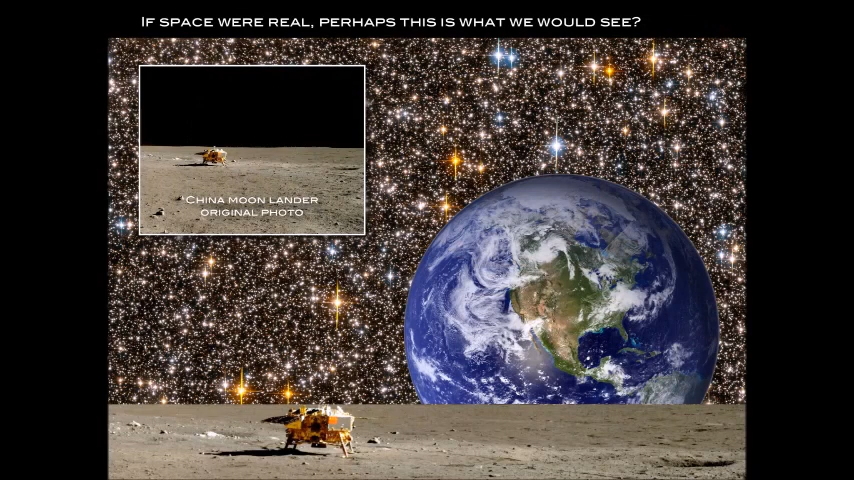 If space were real, perhaps this is what we would see?
*China moon lander
original photo